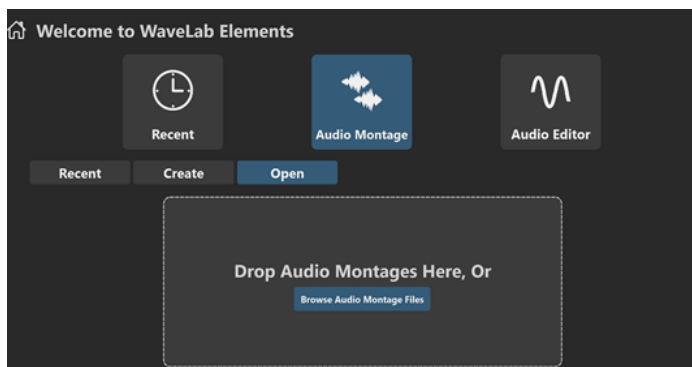 Welcome to WaveLab Elements
Recent
Audio Montage
Audio Editor
Recent
Create
Open
Drop Audio Montages Here, Or
Browse Audio Montage Files